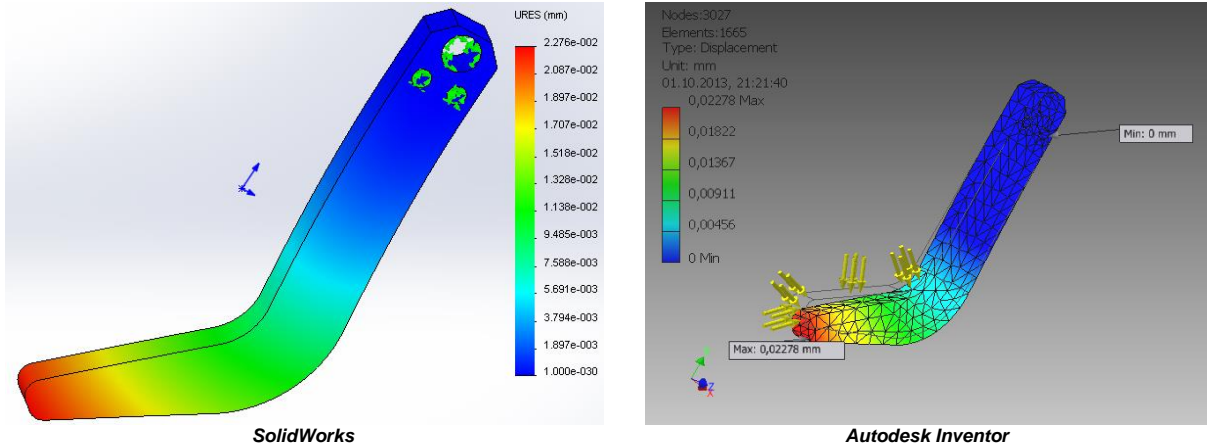 URES (mm)
2.276e-002
2.087e-002
1.897e-002
1.707e-002
1.518e-002
1.328e-002
1.138e-002
9.485e-003
7.588e-003
5.691e-003
3.794e-003
1.897e-003
1.000e-030
SolidWorks
Nodes:3027
Elements:1665
Type: Displacement
Unit: mm
01.10.2013, 21:21:40
0,02278 Max
0,01822
0,01367
0,00911
0,00456
0 Min
Min: 0 mm
Max: 0,02278 mm
Z
X
Autodesk Inventor